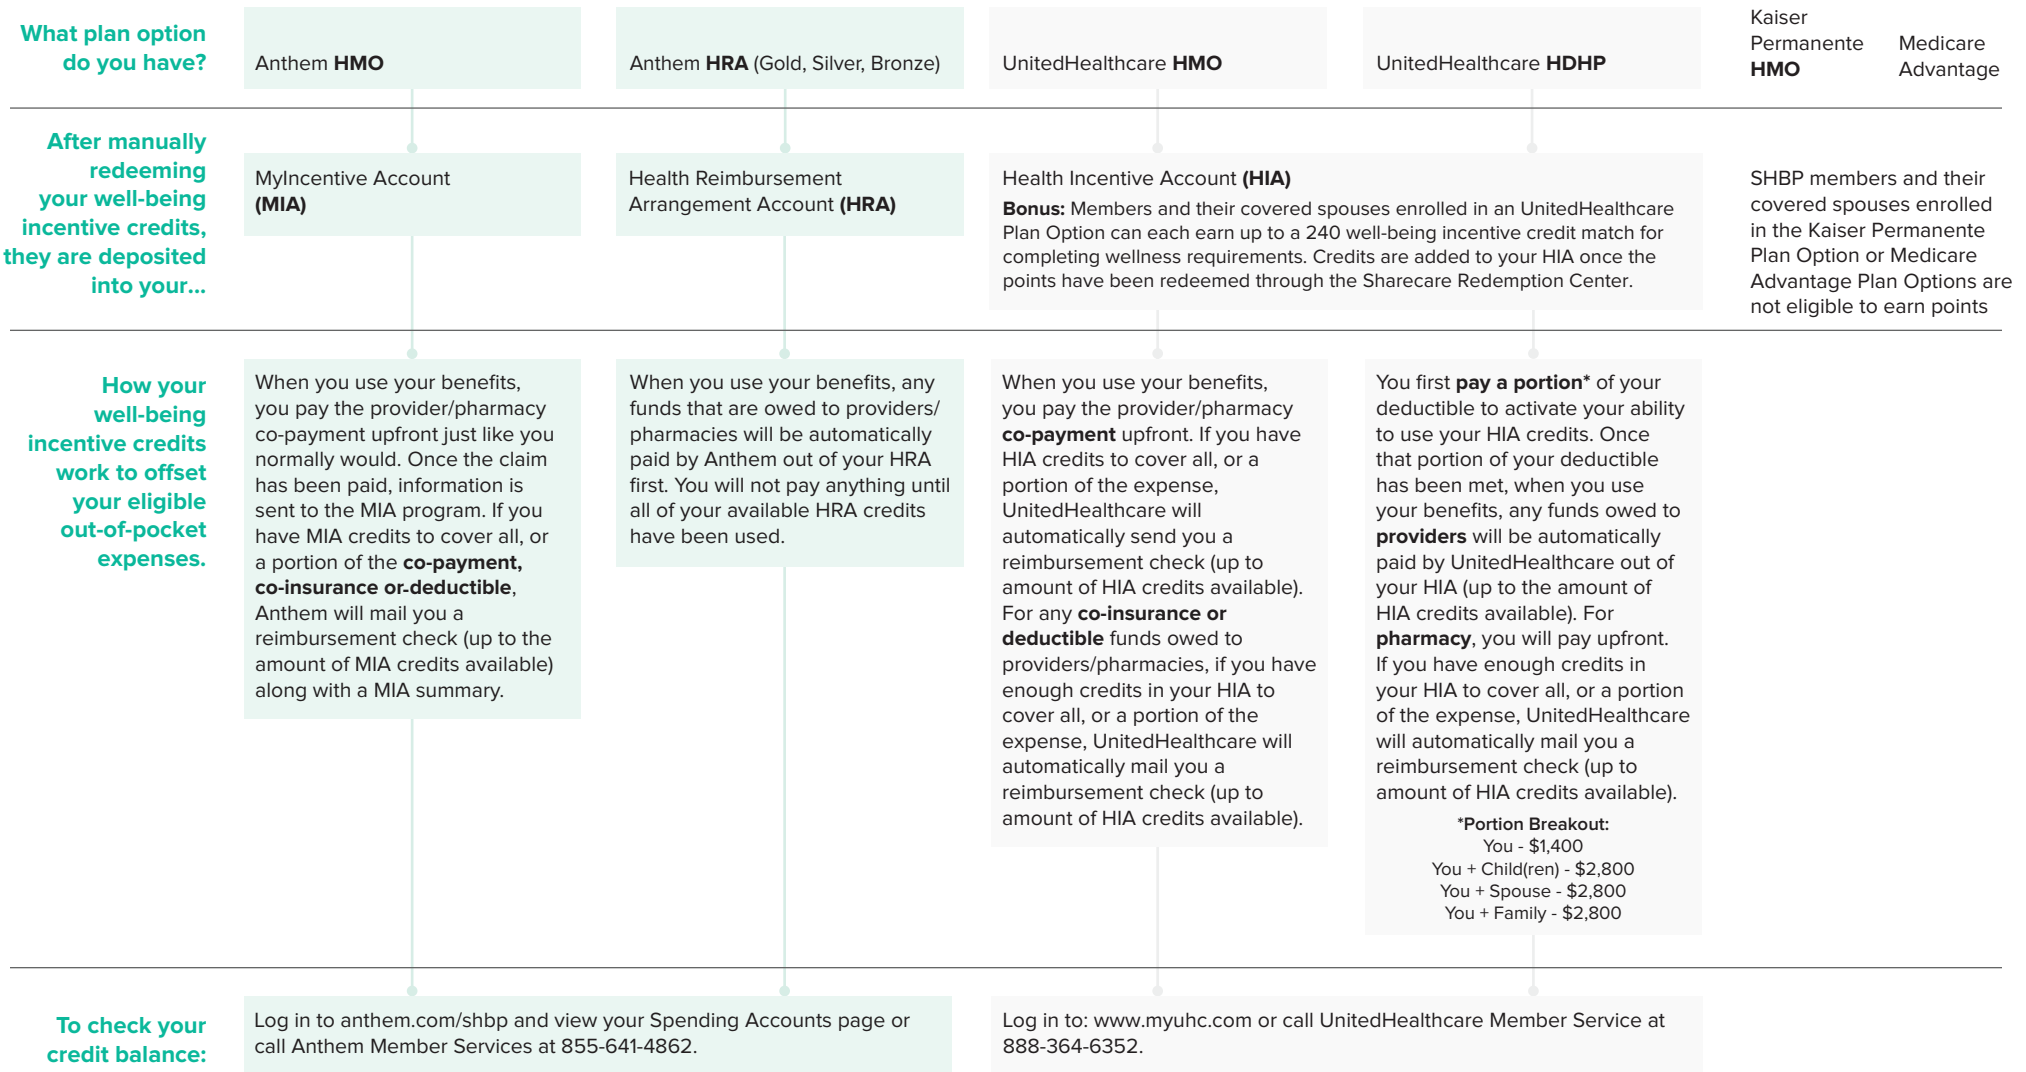 What plan option
do you have?
Anthem HMO
Anthem HRA (Gold, Silver, Bronze)
UnitedHealthcare HMO
UnitedHealthcare HDHP
Kaiser
Permanente
HMO
Medicare
Advantage
After manually
redeeming
your well-being
incentive credits,
they are deposited
into your...
MyIncentive Account
(MIA)
Health Reimbursement
Arrangement Account (HRA)
Health Incentive Account (HIA)
Bonus: Members and their covered spouses enrolled in an UnitedHealthcare
Plan Option can each earn up to a 240 well-being incentive credit match for
completing wellness requirements. Credits are added to your HIA once the
points have been redeemed through the Sharecare Redemption Center.
SHBP members and their
covered spouses enrolled
in the Kaiser Permanente
Plan Option or Medicare
Advantage Plan Options are
not eligible to earn points
How your
well-being
incentive credits
work to offset
your eligible
out-of-pocket
expenses.
When you use your benefits,
you pay the provider/pharmacy
co-payment upfront just like you
normally would. Once the claim
has been paid, information is
sent to the MIA program. If you
have MIA credits to cover all, or
a portion of the co-payment,
co-insurance or-deductible,
Anthem will mail you a
reimbursement check (up to the
amount of MIA credits available)
along with a MIA summary.
When you use your benefits, any
funds that are owed to providers/
pharmacies will be automatically
paid by Anthem out of your HRA
first. You will not pay anything until
all of your available HRA credits
have been used.
When you use your benefits,
you pay the provider/pharmacy
co-payment upfront. If you have
HIA credits to cover all, or a
portion of the expense,
UnitedHealthcare will
automatically send you a
reimbursement check (up to
amount of HIA credits available).
For any co-insurance or
deductible funds owed to
providers/pharmacies, if you have
enough credits in your HIA to
cover all, or a portion of the
expense, UnitedHealthcare will
automatically mail you a
reimbursement check (up to
amount of HIA credits available).
You first pay a portion* of your
deductible to activate your ability
to use your HIA credits. Once
that portion of your deductible
has been met, when you use
your benefits, any funds owed to
providers will be automatically
paid by UnitedHealthcare out of
your HIA (up to the amount of
HIA credits available). For
pharmacy, you will pay upfront.
If you have enough credits in
your HIA to cover all, or a portion
of the expense, UnitedHealthcare
will automatically mail you a
reimbursement check (up to
amount of HIA credits available).
*Portion Breakout:
You - $1,400
You + Child(ren) - $2,800
You + Spouse - $2,800
You + Family - $2,800
To check your
credit balance:
Log in to anthem.com/shbp and view your Spending Accounts page or
call Anthem Member Services at 855-641-4862.
Log in to: www.myuhc.com or call UnitedHealthcare Member Service at
888-364-6352.